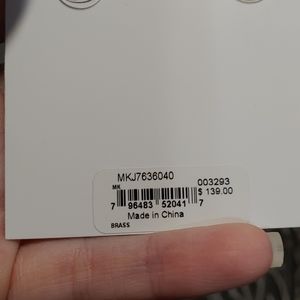 MKJ7636040
MK 003293
$ 139.00
7 96483 52041 7
Made in China
BRASS